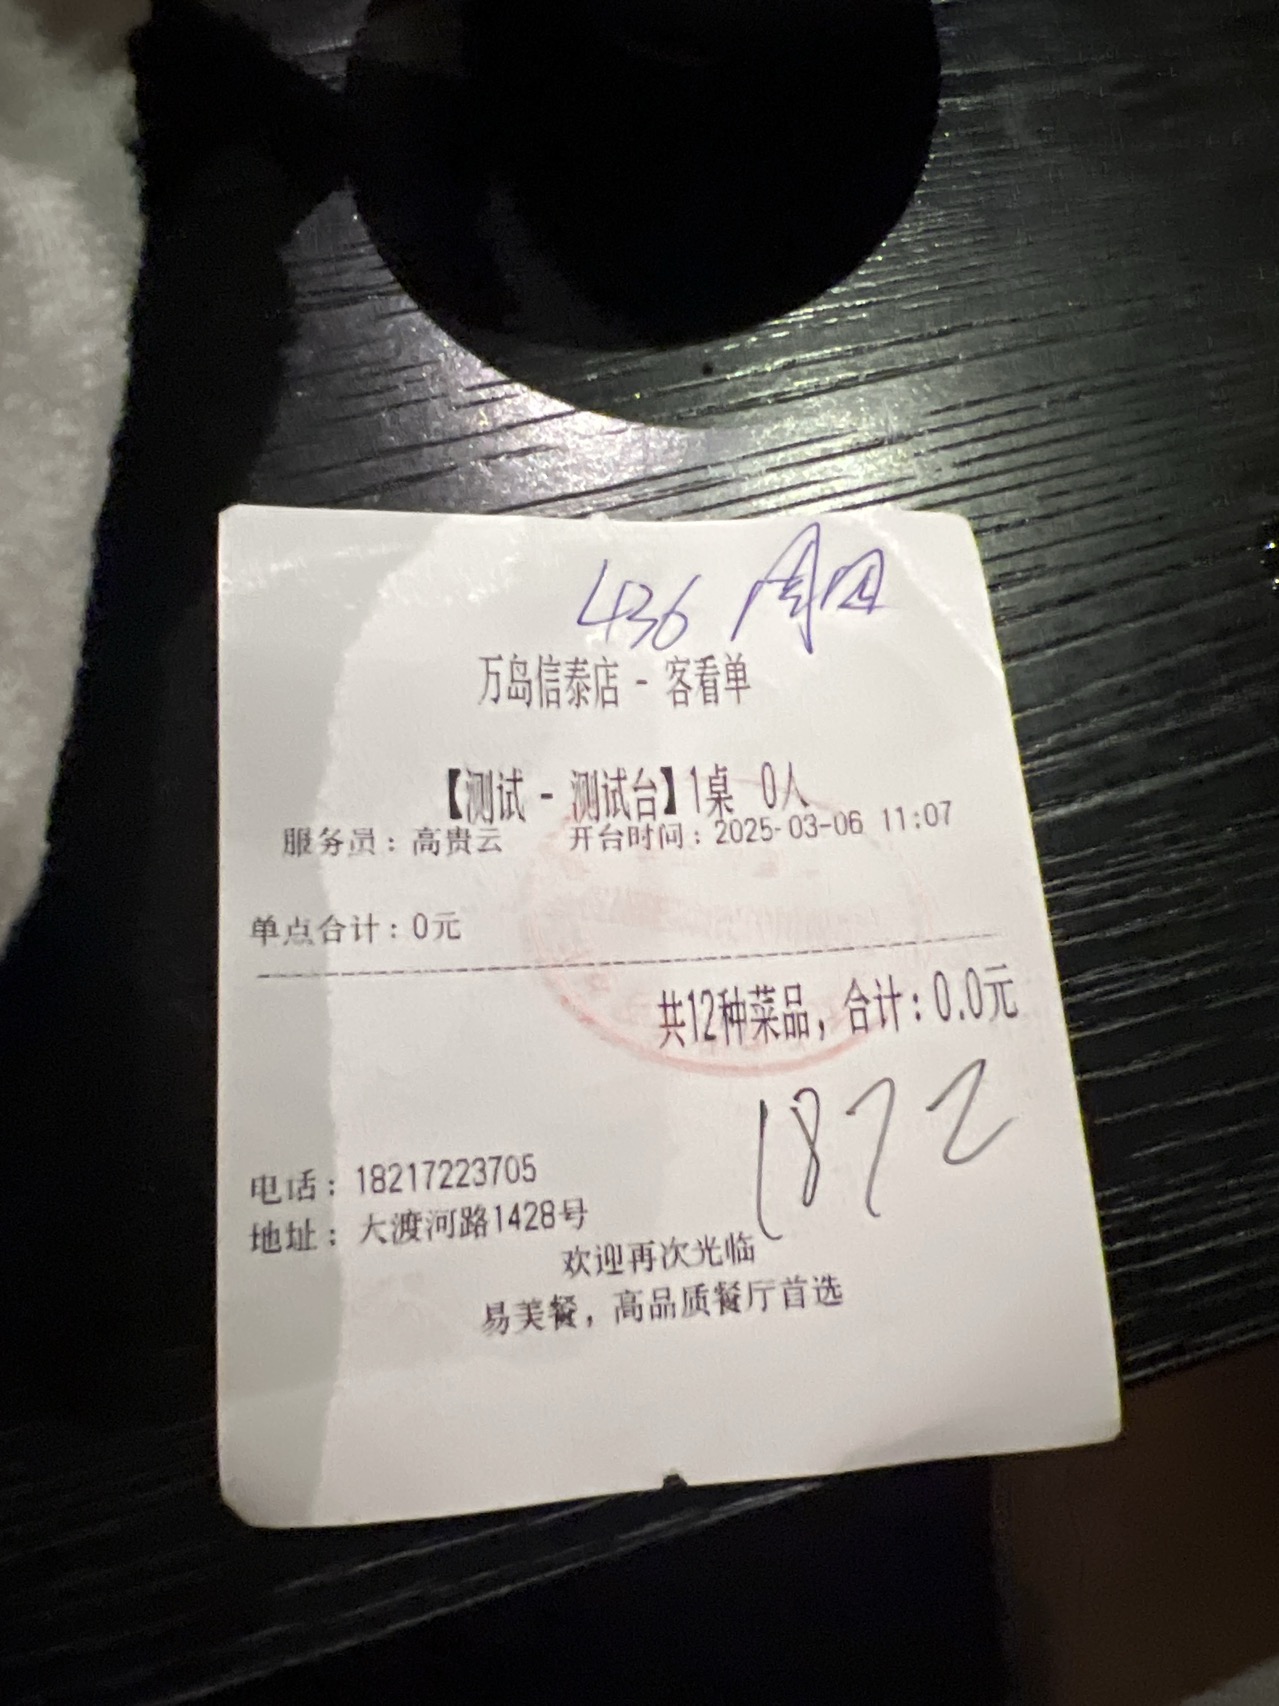 436 周四
万岛信泰店 - 客看单
【测试 - 测试台】1桌 0人
服务员：高贵云 开台时间：2025-03-06 11:07
单点合计：0元
共12种菜品，合计：0.0元
1872
电话：18217223705
地址：大渡河路1428号
欢迎再次光临
易美餐，高品质餐厅首选